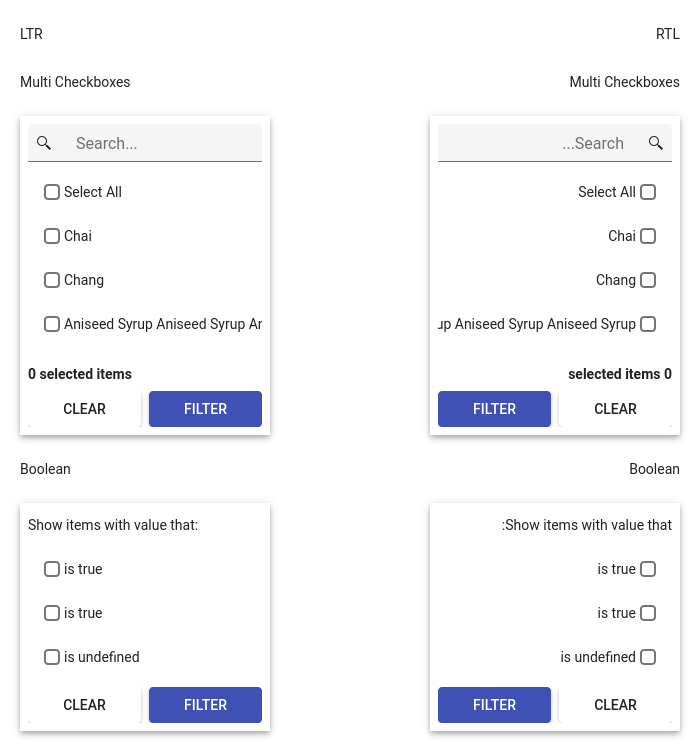 LTR
RTL
Multi Checkboxes
Multi Checkboxes
Search...
...Search
Select All
Select All
Chai
Chai
Chang
Chang
Aniseed Syrup Aniseed Syrup Ar
up Aniseed Syrup Aniseed Syrup
0 selected items
selected items 0
CLEAR
FILTER
FILTER
CLEAR
Boolean
Boolean
Show items with value that:
:Show items with value that
is true
is true
is true
is true
is undefined
is undefined
CLEAR
FILTER
FILTER
CLEAR